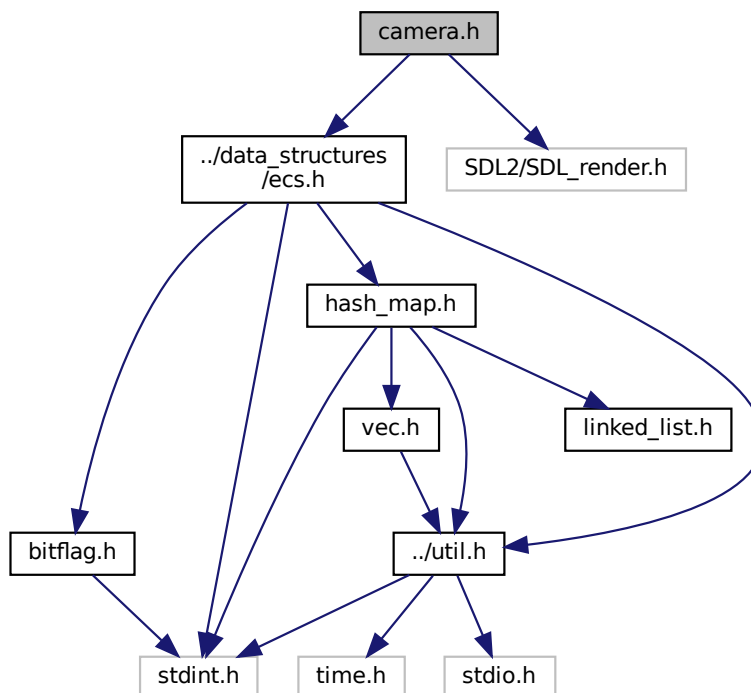 camera.h
../data_structures
/ecs.h
SDL2/SDL_render.h
hash_map.h
vec.h
linked_list.h
bitflag.h
../util.h
stdint.h
time.h
stdio.h